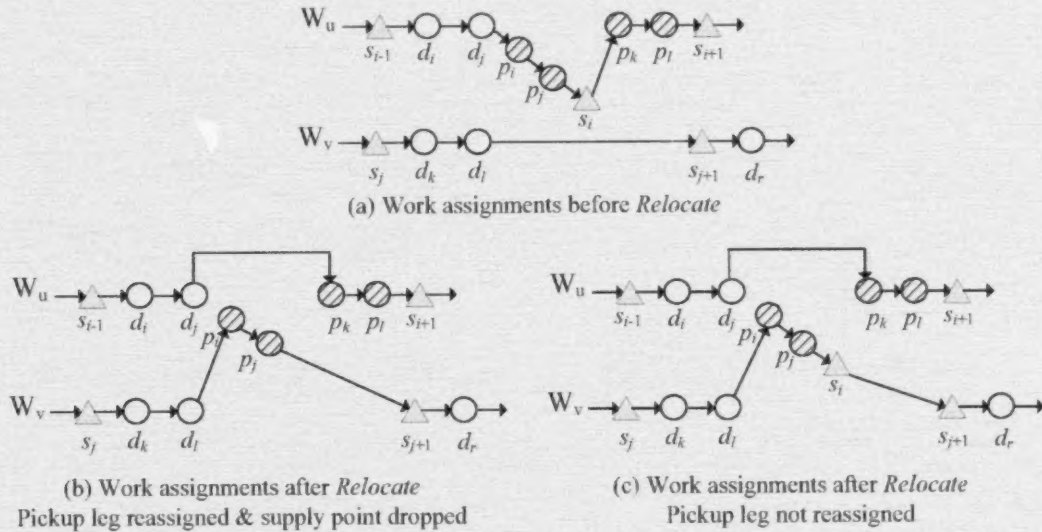 W_u s_{i-1} d_i d_j p_i p_j s_i p_k p_l s_{i+1}
W_v s_j d_k d_l s_{j+1} d_r
(a) Work assignments before Relocate
W_u s_{i-1} d_i d_j p_i p_j p_k p_l s_{i+1}
W_v s_j d_k d_l s_{j+1} d_r
(b) Work assignments after Relocate
Pickup leg reassigned & supply point dropped
W_u s_{i-1} d_i d_j p_i p_j s_i p_k p_l s_{i+1}
W_v s_j d_k d_l s_{j+1} d_r
(c) Work assignments after Relocate
Pickup leg not reassigned